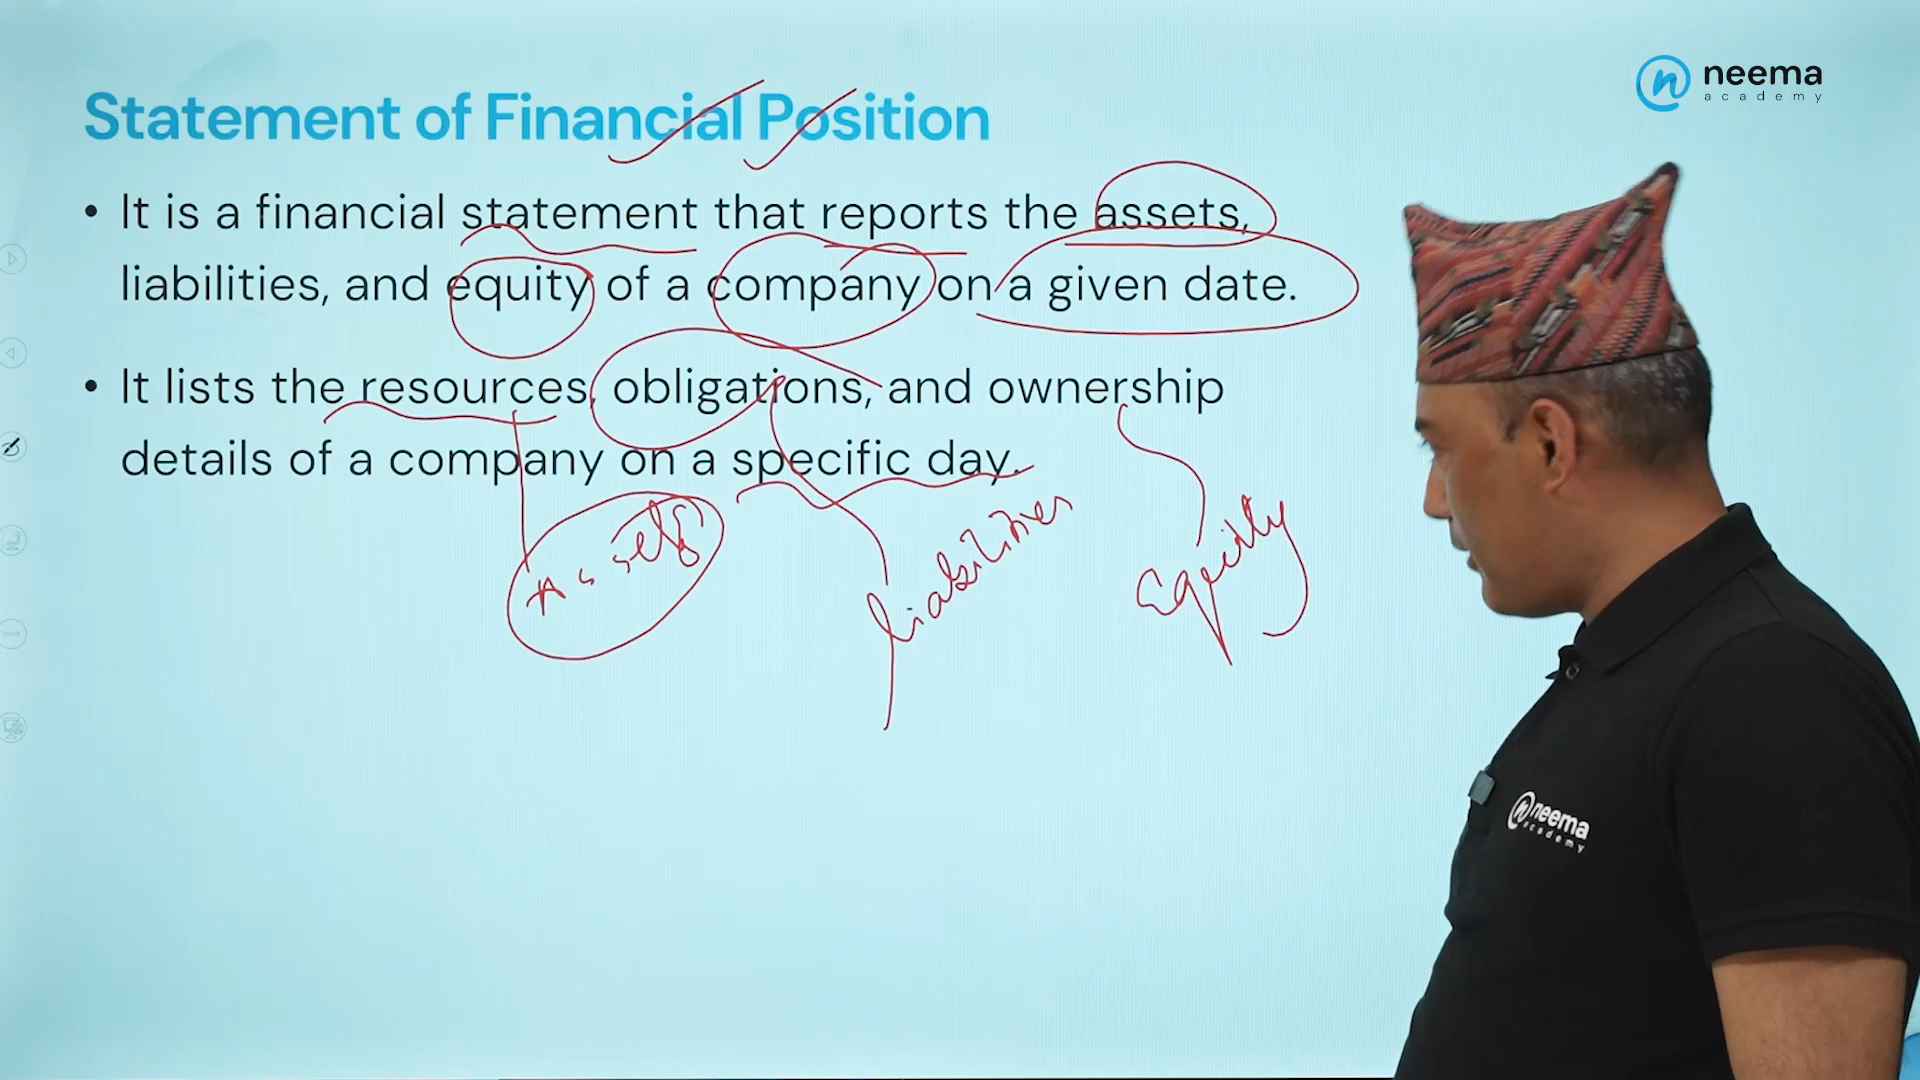 neema
academy
Statement of Financial Position
• It is a financial statement that reports the assets,
liabilities, and equity of a company on a given date.
• It lists the resources, obligations, and ownership
details of a company on a specific day.
Assets
liabilities
Equity
neema
academy